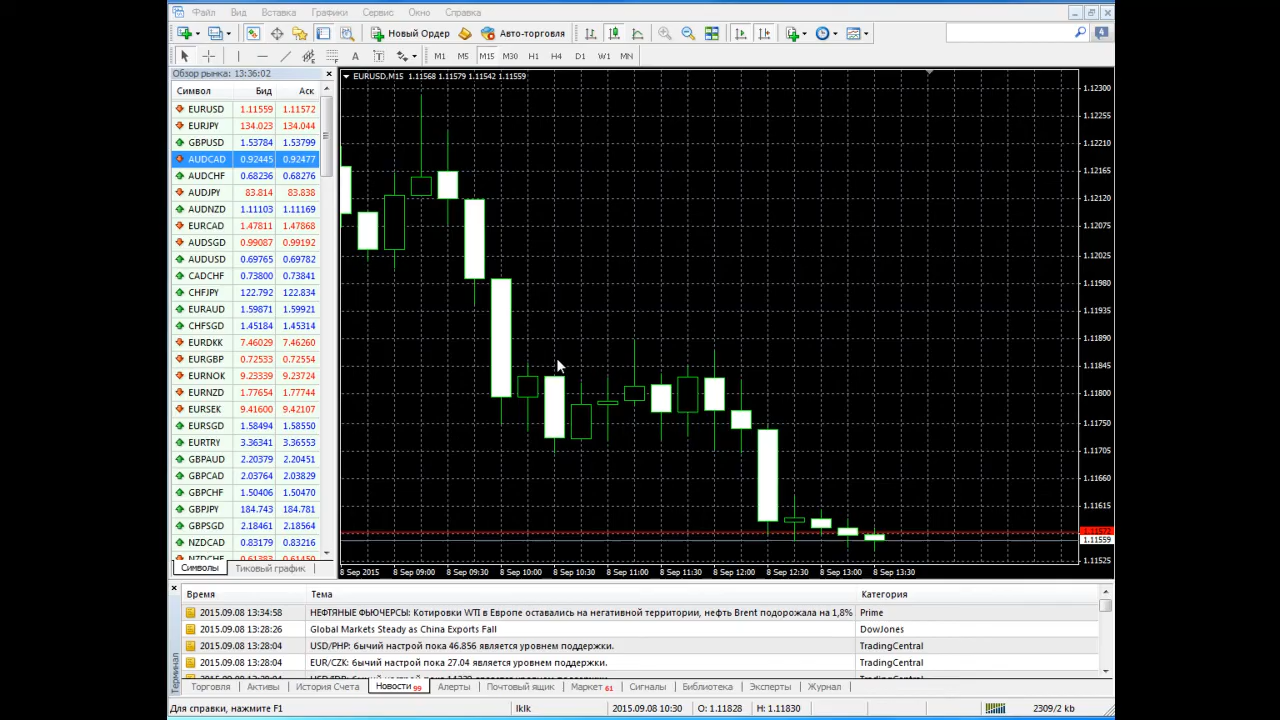 Файл Вид Вставка Графики Сервис Окно Справка
Новый Ордер Авто-торговля 4
A T M1 M5 M15 M30 H1 H4 D1 W1 MN
Обзор рынка: 13:36:02
Символ Бид Аск
EURUSD 1.11559 1.11572
EURJPY 134.023 134.044
GBPUSD 1.53784 1.53799
AUDCAD 0.92445 0.92477
AUDCHF 0.68236 0.68276
AUDJPY 83.814 83.838
AUDNZD 1.11103 1.11169
EURCAD 1.47811 1.47868
AUDSGD 0.99087 0.99192
AUDUSD 0.69765 0.69782
CADCHF 0.73800 0.73841
CHFJPY 122.792 122.834
EURAUD 1.59871 1.59921
CHFSGD 1.45184 1.45314
EURDKK 7.46029 7.46260
EURGBP 0.72533 0.72554
EURNOK 9.23339 9.23724
EURNZD 1.77654 1.77744
EURSEK 9.41600 9.42107
EURSGD 1.58494 1.58550
EURTRY 3.36341 3.36553
GBPAUD 2.20379 2.20451
GBPCAD 2.03764 2.03829
GBPCHF 1.50406 1.50470
GBPJPY 184.743 184.781
GBPSGD 2.18461 2.18564
NZDCAD 0.83179 0.83216
NZDCHF 0.61383 0.61450
Символы Тиковый график
EURUSD,M15 1.11568 1.11579 1.11542 1.11559
1.12300
1.12255
1.12210
1.12165
1.12120
1.12075
1.12025
1.11980
1.11935
1.11890
1.11845
1.11800
1.11750
1.11705
1.11660
1.11615
1.11572
1.11559
1.11525
8 Sep 2015 8 Sep 09:00 8 Sep 09:30 8 Sep 10:00 8 Sep 10:30 8 Sep 11:00 8 Sep 11:30 8 Sep 12:00 8 Sep 12:30 8 Sep 13:00 8 Sep 13:30
Время Тема Категория
2015.09.08 13:34:58 НЕФТЯНЫЕ ФЬЮЧЕРСЫ: Котировки WTI в Европе оставались на негативной территории, нефть Brent подорожала на 1,8% Prime
2015.09.08 13:28:26 Global Markets Steady as China Exports Fall DowJones
2015.09.08 13:28:04 USD/PHP: бычий настрой пока 46.856 является уровнем поддержки. TradingCentral
2015.09.08 13:28:04 EUR/CZK: бычий настрой пока 27.04 является уровнем поддержки. TradingCentral
Терминал
Торговля Активы История Счета Новости 99 Алерты Почтовый ящик Маркет 61 Сигналы Библиотека Эксперты Журнал
Для справки, нажмите F1 lklk 2015.09.08 10:30 O: 1.11828 H: 1.11830 2309/2 kb